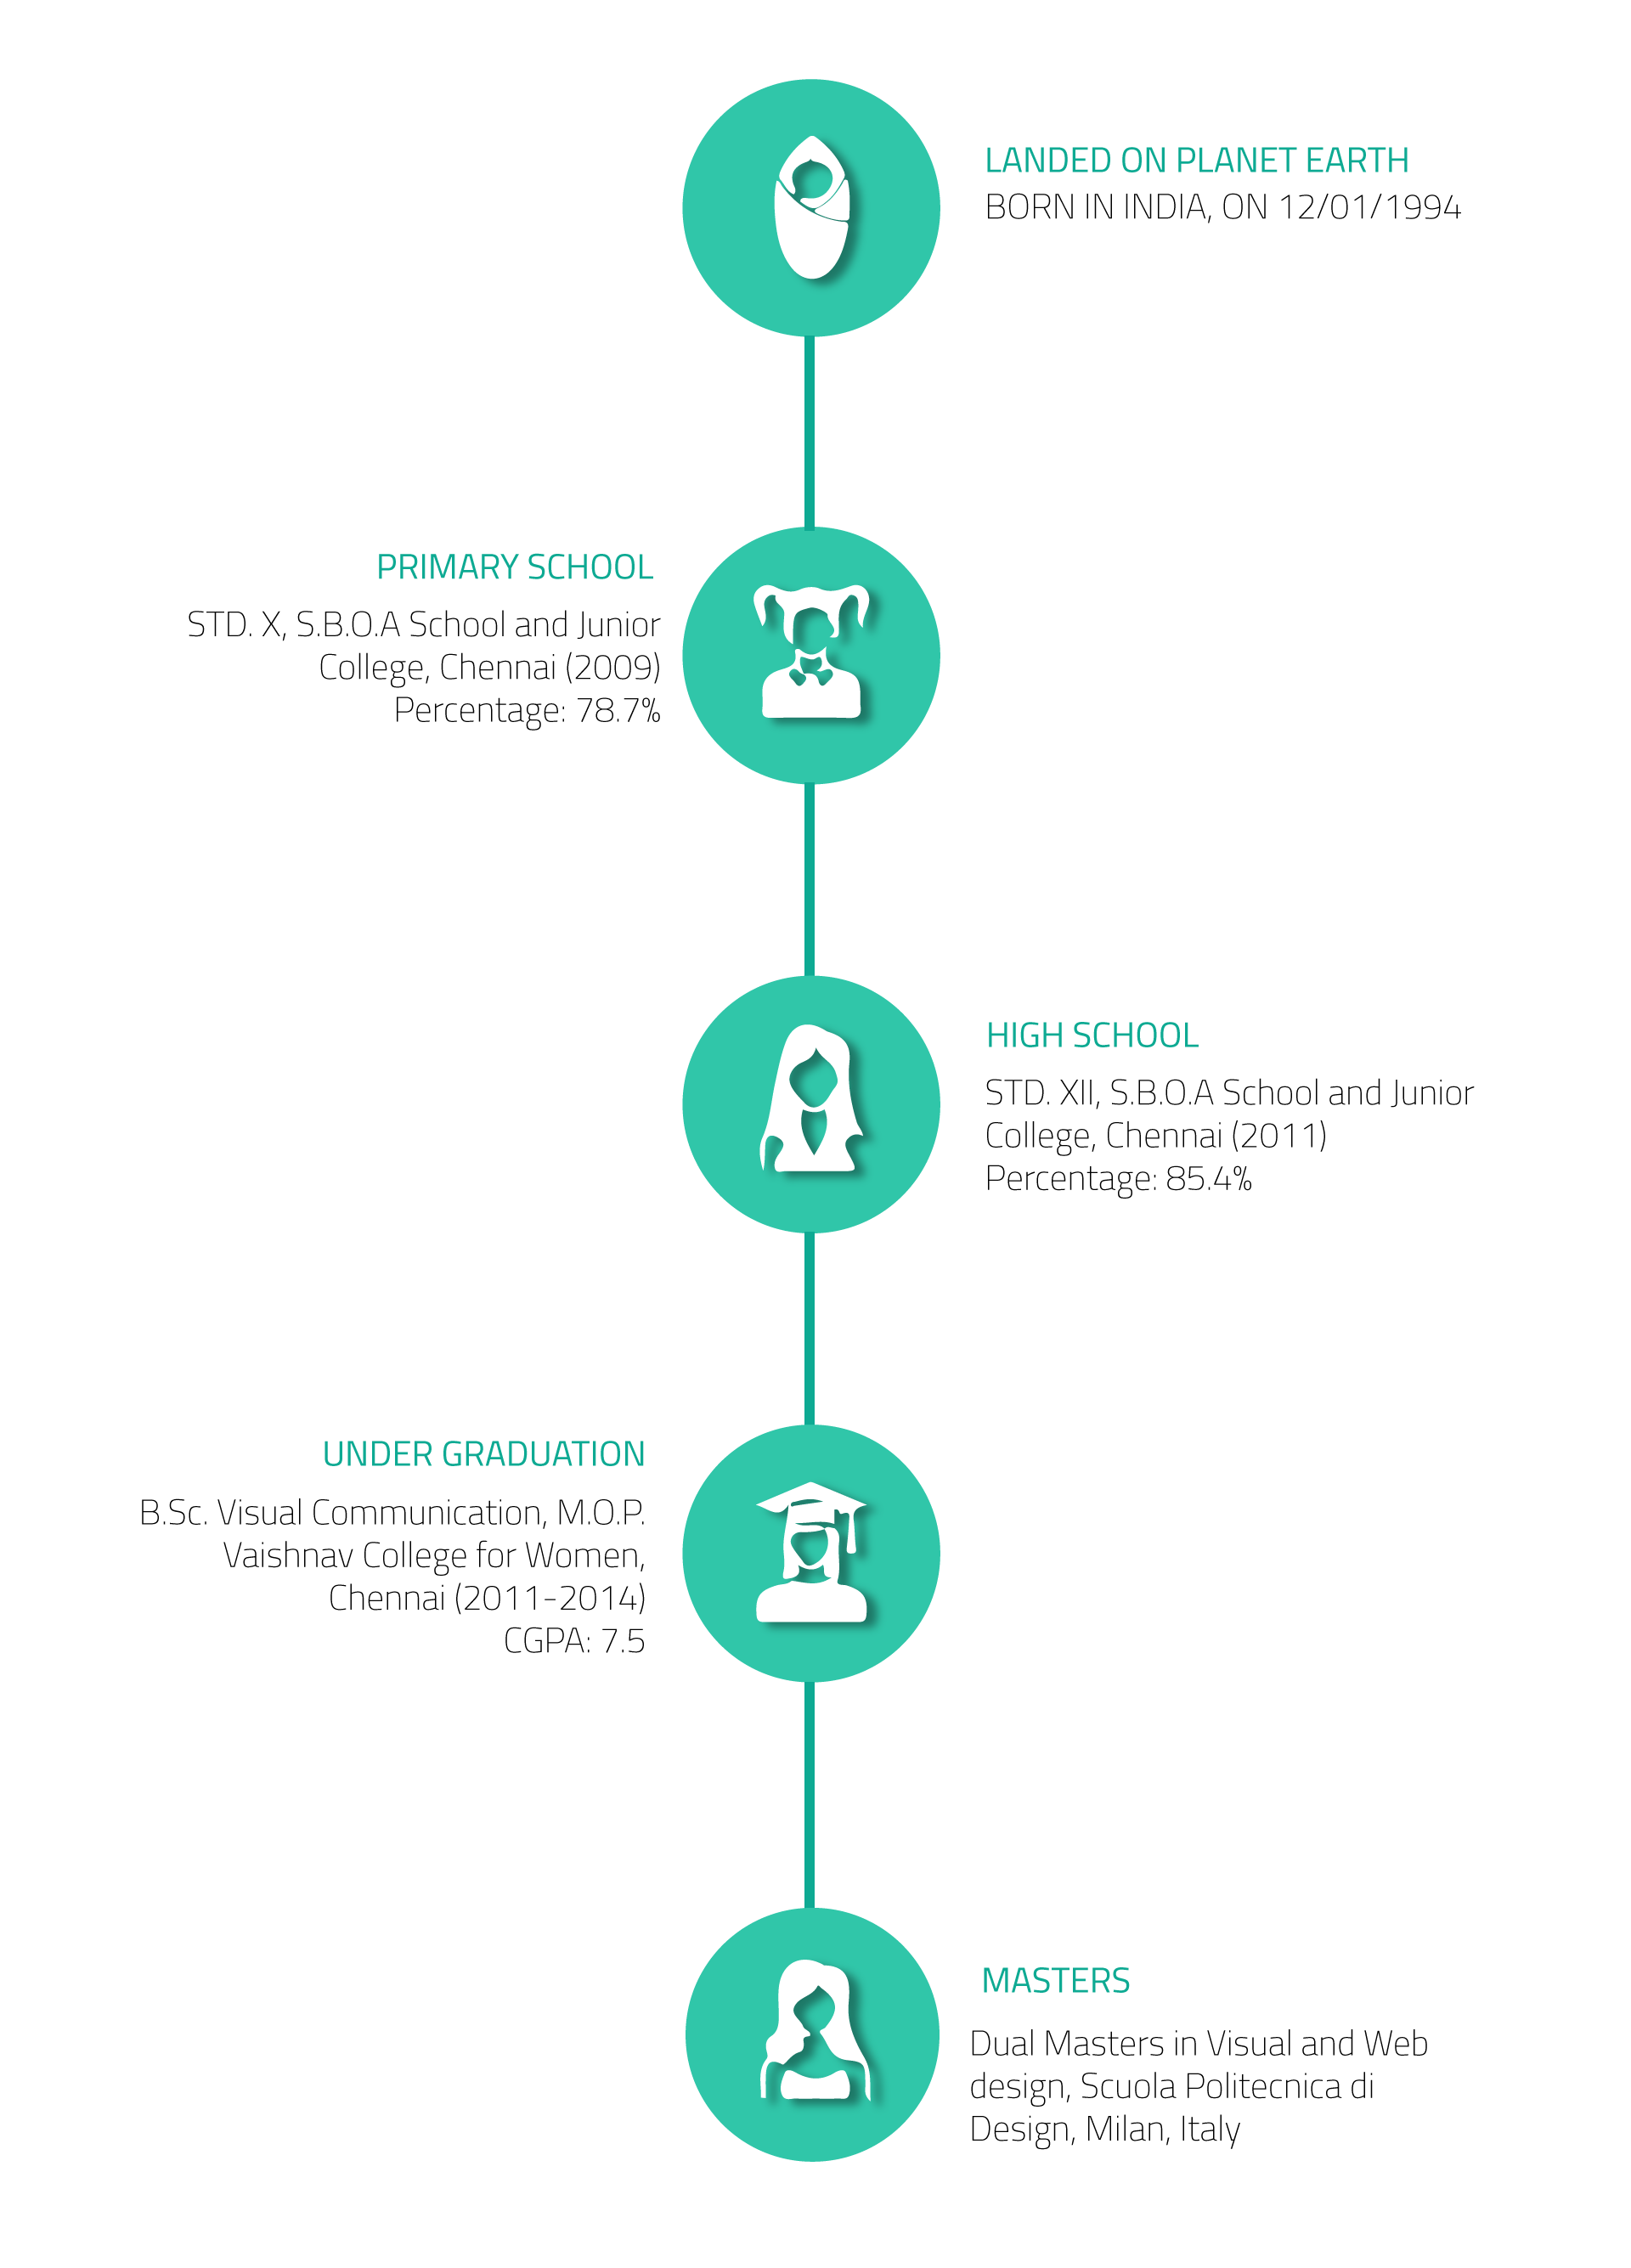 LANDED ON PLANET EARTH
BORN IN INDIA, ON 12/01/1994
PRIMARY SCHOOL
STD. X, S.B.O.A School and Junior
College, Chennai (2009)
Percentage: 78.7%
HIGH SCHOOL
STD. XII, S.B.O.A School and Junior
College, Chennai (2011)
Percentage: 85.4%
UNDER GRADUATION
B.Sc. Visual Communication, M.O.P.
Vaishnav College for Women,
Chennai (2011-2014)
CGPA: 7.5
MASTERS
Dual Masters in Visual and Web
design, Scuola Politecnica di
Design, Milan, Italy